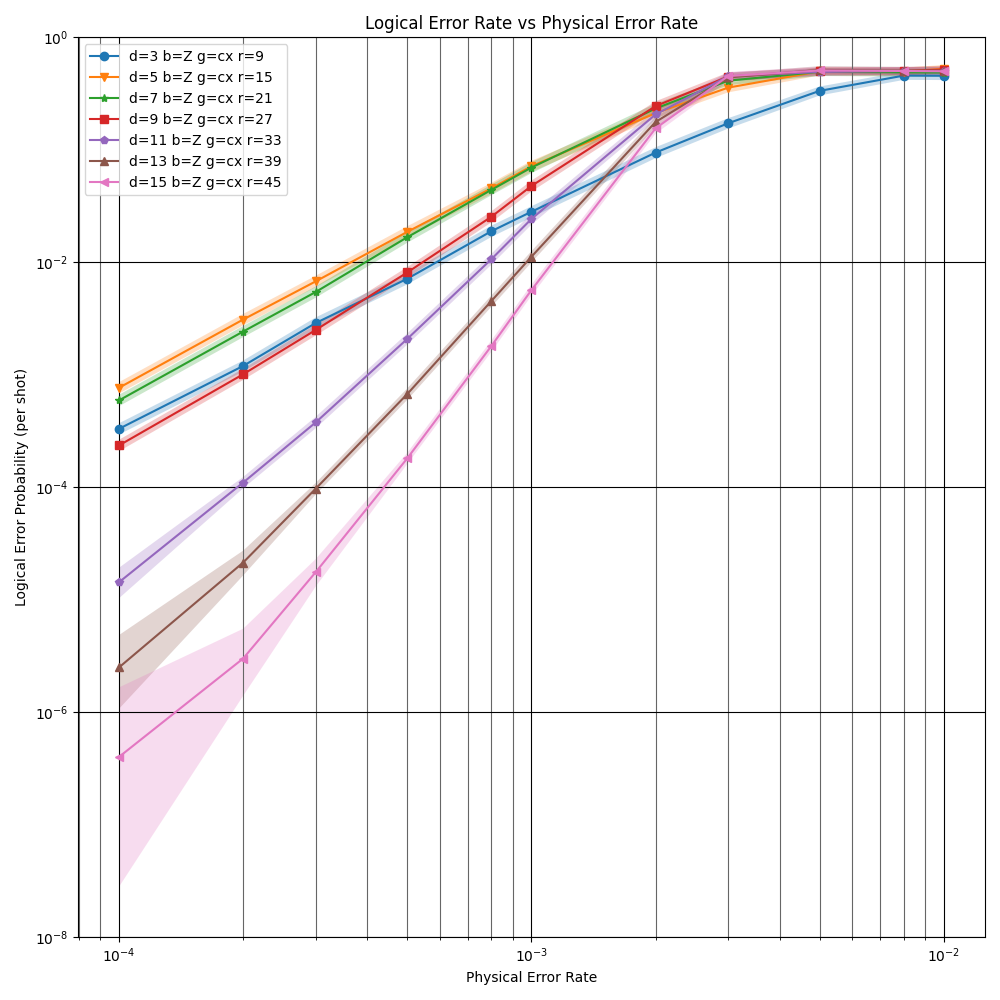 Logical Error Rate vs Physical Error Rate
10^0
d=3 b=Z g=cx r=9
d=5 b=Z g=cx r=15
d=7 b=Z g=cx r=21
d=9 b=Z g=cx r=27
d=11 b=Z g=cx r=33
d=13 b=Z g=cx r=39
d=15 b=Z g=cx r=45
10^−2
10^−4
10^−6
10^−8
Logical Error Probability (per shot)
10^−4 10^−3 10^−2
Physical Error Rate